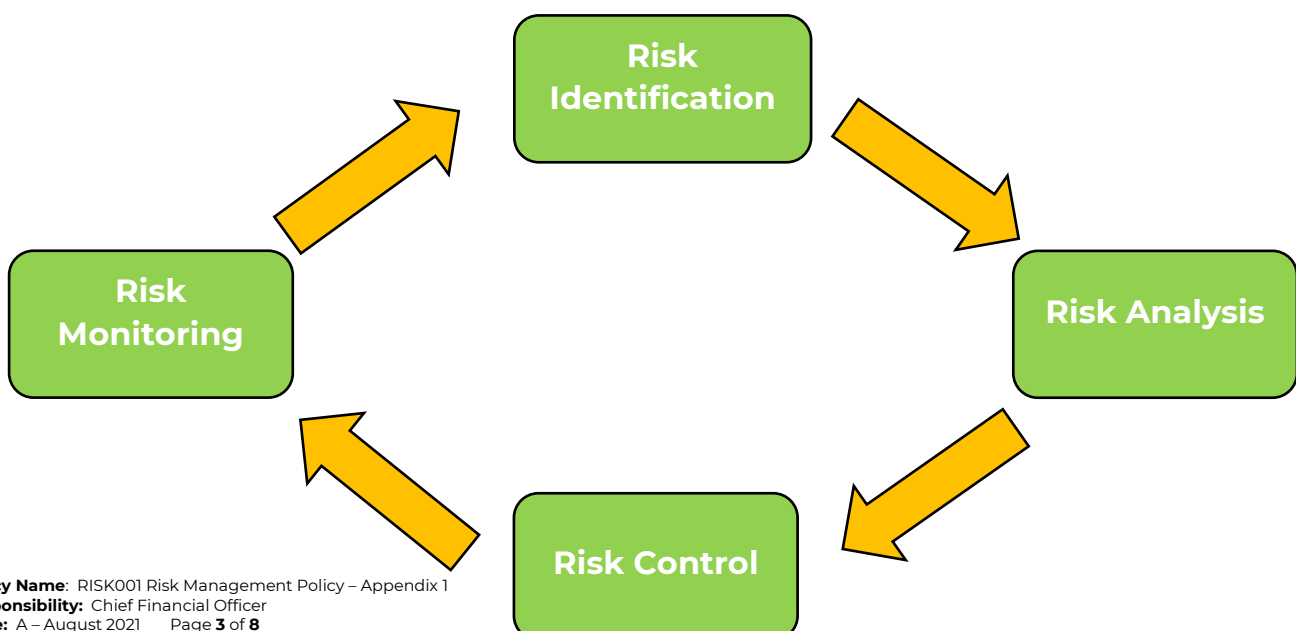 Risk
Identification
Risk
Monitoring
Risk Analysis
Risk Control
Name: RISK001 Risk Management Policy – Appendix 1
Chief Financial Officer
A – August 2021 Page 3 of 8